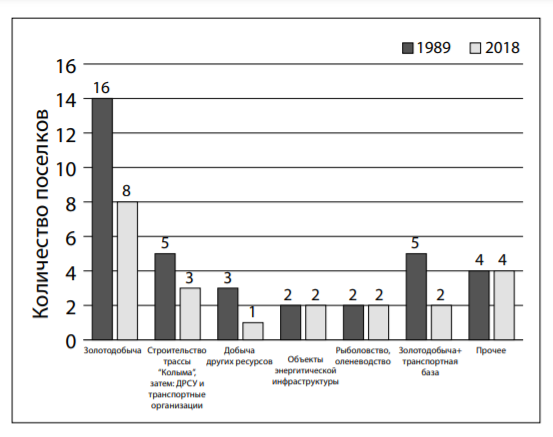 1989 2018
Количество поселков
16
14
12
10
8
6
4
2
0
16
8
5
3
3
1
2
2
2
2
5
2
4
4
Золотодобыча
Строительство
трассы
"Колыма",
затем: ДРСУ и
транспортные
организации
Добыча
других ресурсов
Объекты
энергитической
инфраструктуры
Рыболовство,
оленеводство
Золотодобыча+
транспортная
база
Прочее